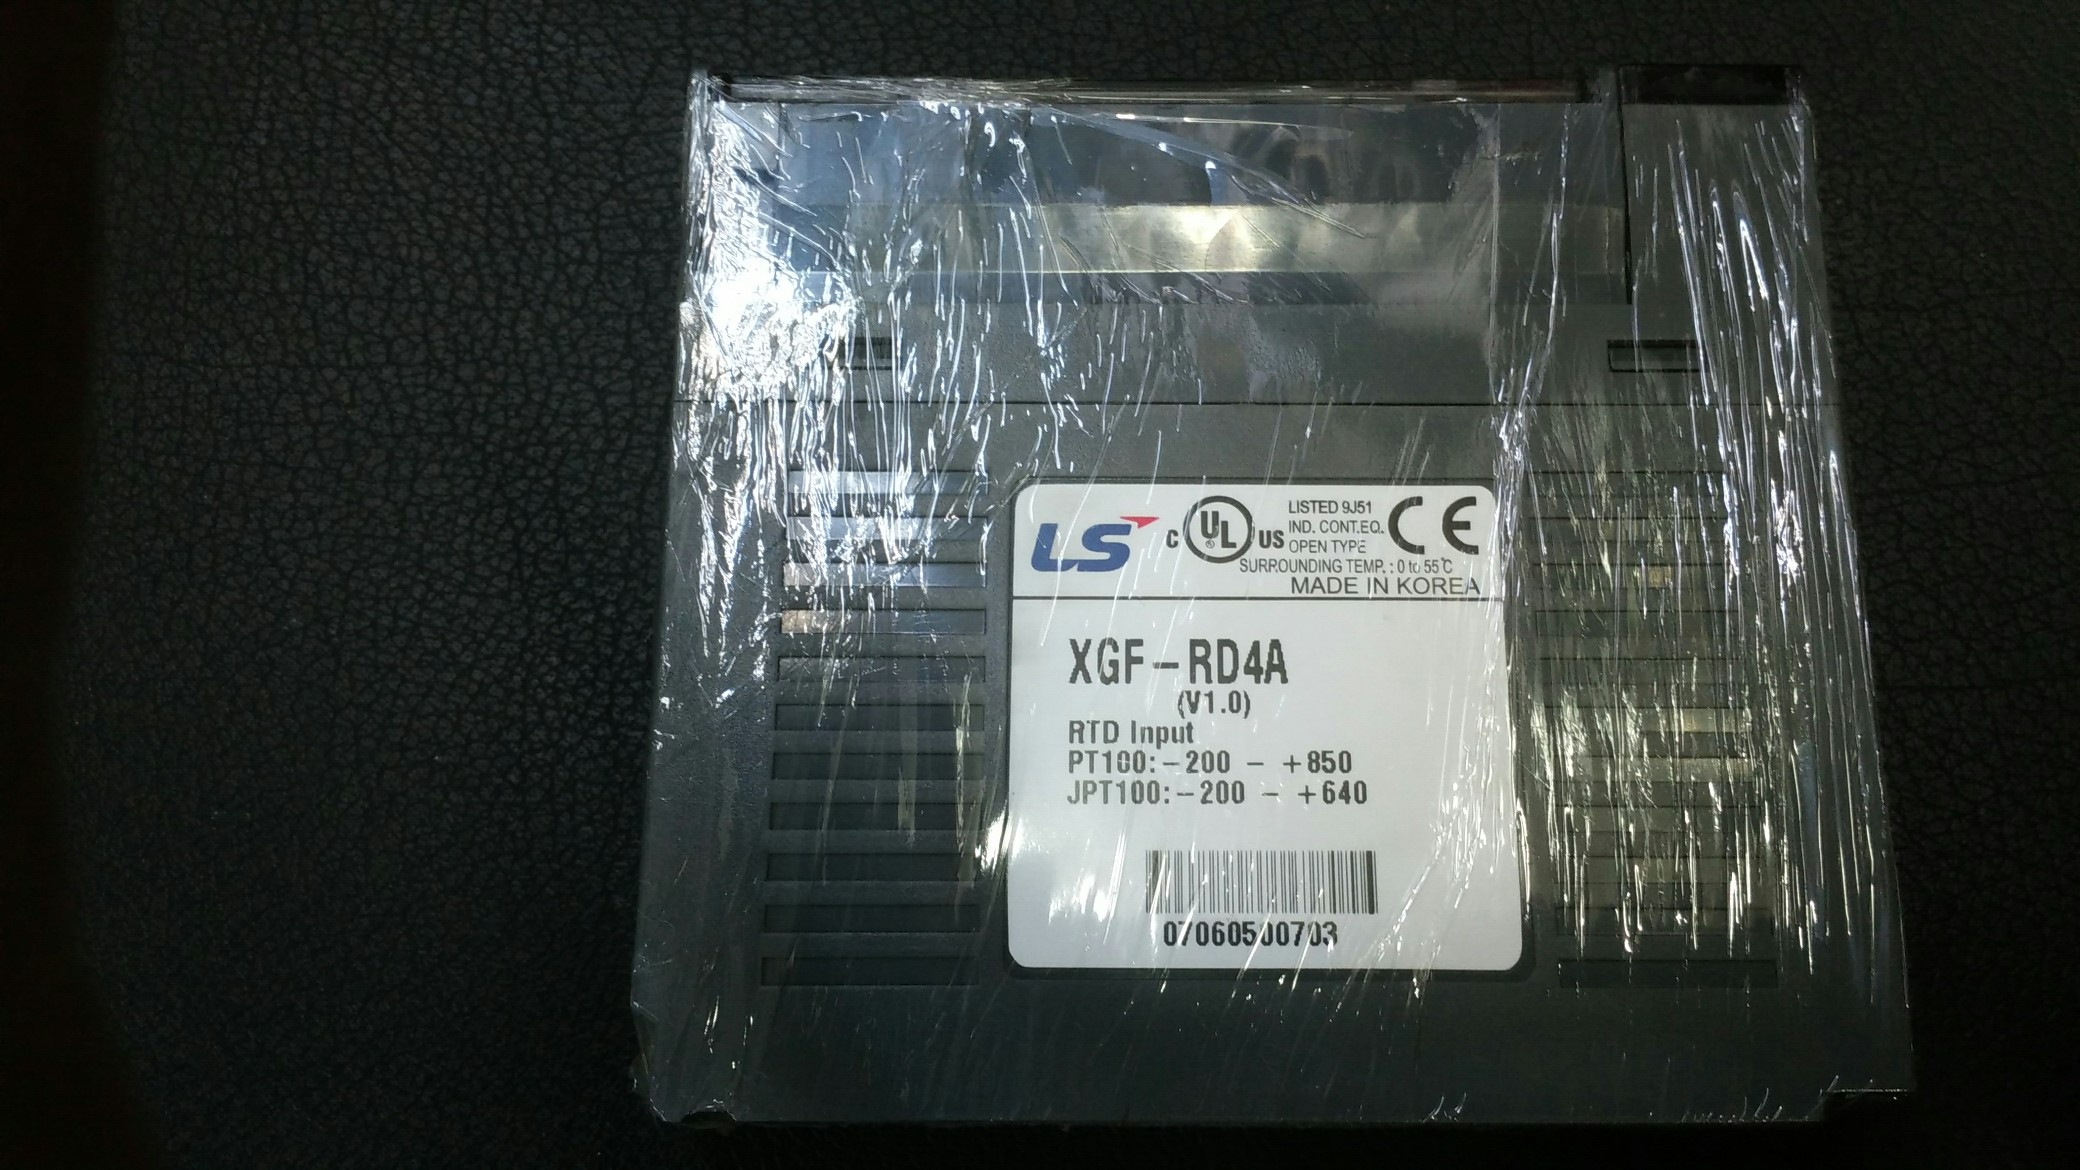 LS
C UL US
LISTED 9J51
IND. CONT.EQ.
OPEN TYPE
CE
SURROUNDING TEMP. : 0 to 55℃
MADE IN KOREA
XGF-RD4A
(V1.0)
RTD Input
PT100:-200 - +850
JPT100:-200 - +640
07060500703